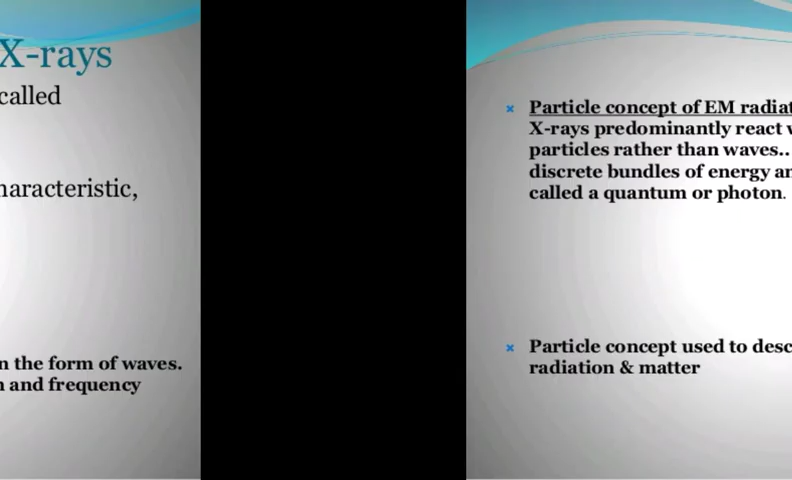 X-rays
called
haracteristic,
n the form of waves.
n and frequency
Particle concept of EM radiat
X-rays predominantly react w
particles rather than waves..
discrete bundles of energy an
called a quantum or photon.
Particle concept used to desc
radiation & matter